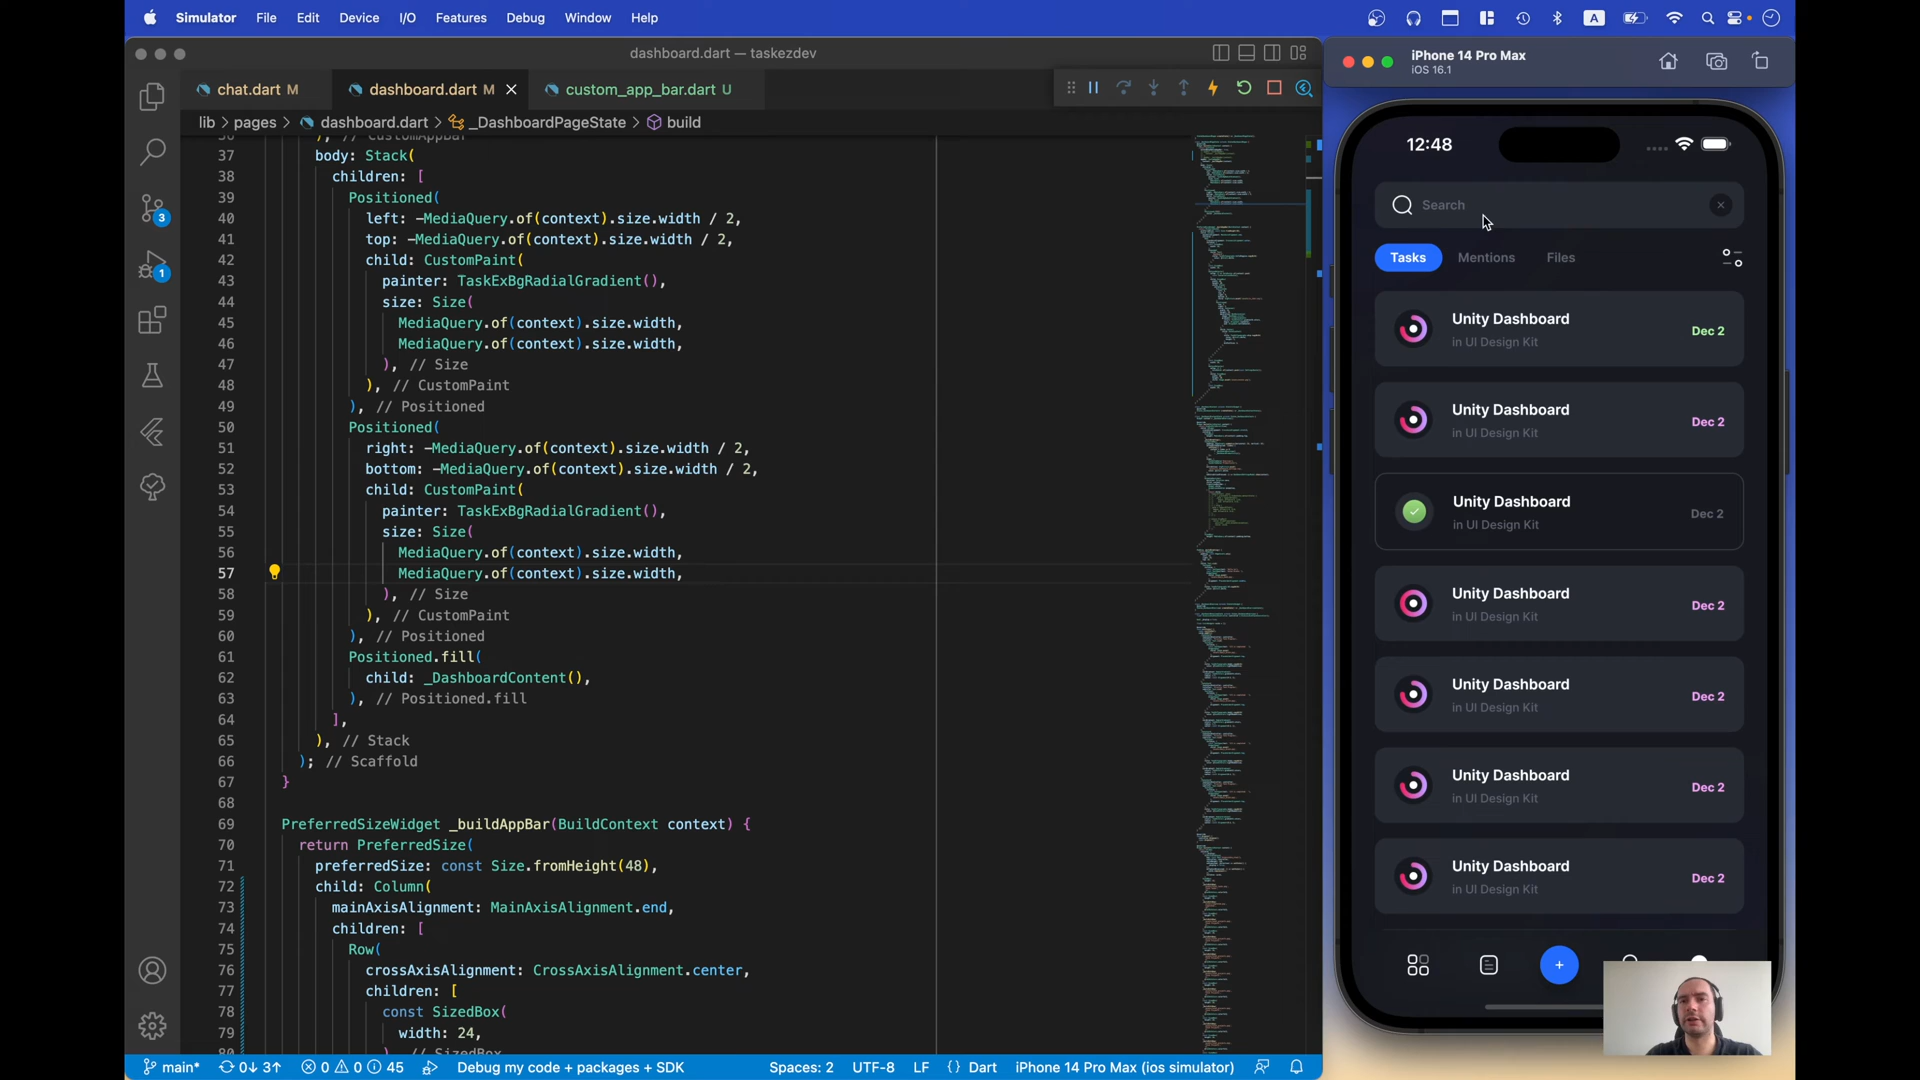 Simulator File Edit Device I/O Features Debug Window Help A
dashboard.dart — taskezdev
chat.dart M dashboard.dart M custom_app_bar.dart U
lib > pages > dashboard.dart > _DashboardPageState > build
36 ), // CustomAppBar
37 body: Stack(
38 children: [
39 Positioned(
40 left: -MediaQuery.of(context).size.width / 2,
41 top: -MediaQuery.of(context).size.width / 2,
42 child: CustomPaint(
43 painter: TaskExBgRadialGradient(),
44 size: Size(
45 MediaQuery.of(context).size.width,
46 MediaQuery.of(context).size.width,
47 ), // Size
48 ), // CustomPaint
49 ), // Positioned
50 Positioned(
51 right: -MediaQuery.of(context).size.width / 2,
52 bottom: -MediaQuery.of(context).size.width / 2,
53 child: CustomPaint(
54 painter: TaskExBgRadialGradient(),
55 size: Size(
56 MediaQuery.of(context).size.width,
57 MediaQuery.of(context).size.width,
58 ), // Size
59 ), // CustomPaint
60 ), // Positioned
61 Positioned.fill(
62 child: _DashboardContent(),
63 ), // Positioned.fill
64 ],
65 ), // Stack
66 ); // Scaffold
67 }
68
69 PreferredSizeWidget _buildAppBar(BuildContext context) {
70 return PreferredSize(
71 preferredSize: const Size.fromHeight(48),
72 child: Column(
73 mainAxisAlignment: MainAxisAlignment.end,
74 children: [
75 Row(
76 crossAxisAlignment: CrossAxisAlignment.center,
77 children: [
78 const SizedBox(
79 width: 24,
80 ), // SizedBox
3
1
main* 0↓ 3↑ 0 0 45 Debug my code + packages + SDK Spaces: 2 UTF-8 LF {} Dart iPhone 14 Pro Max (ios simulator)
iPhone 14 Pro Max
iOS 16.1
12:48
Search
Tasks Mentions Files
Unity Dashboard
in UI Design Kit
Dec 2
Unity Dashboard
in UI Design Kit
Dec 2
Unity Dashboard
in UI Design Kit
Dec 2
Unity Dashboard
in UI Design Kit
Dec 2
Unity Dashboard
in UI Design Kit
Dec 2
Unity Dashboard
in UI Design Kit
Dec 2
Unity Dashboard
in UI Design Kit
Dec 2